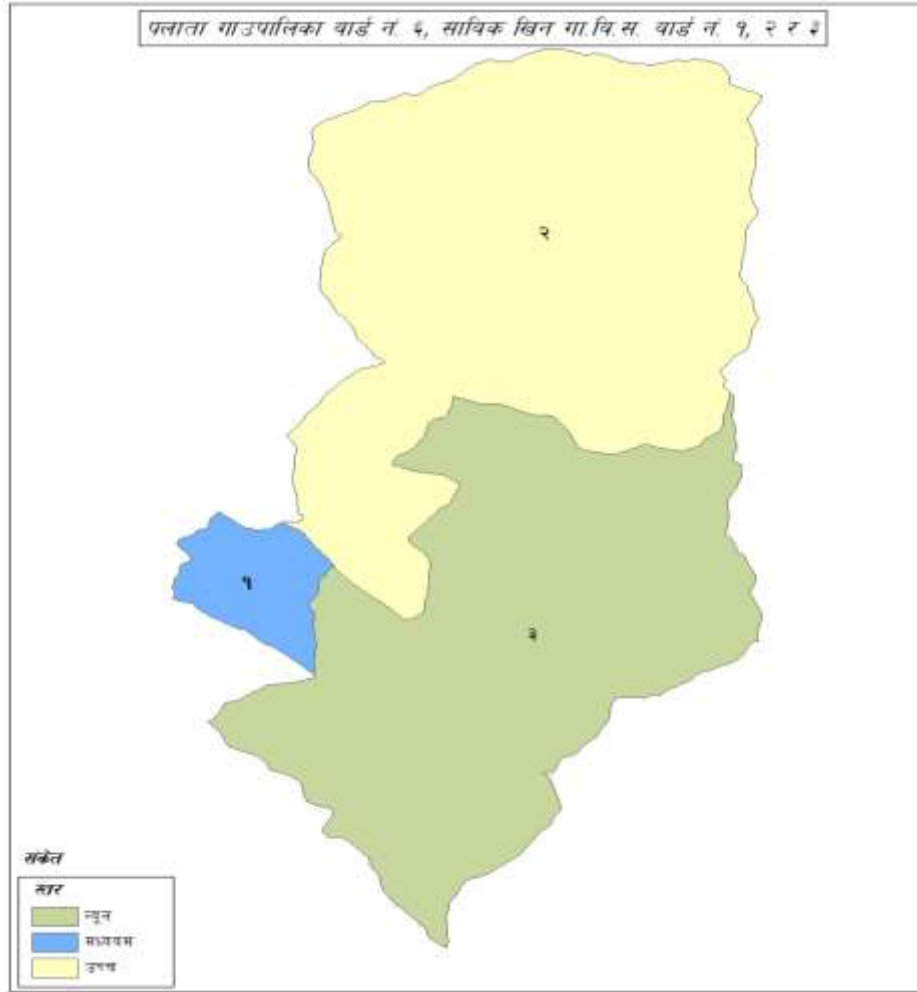 पलाता गाउपालिका वार्ड नं. ६, साविक खिन गा.वि.स. वार्ड नं. १, २ र ३
२
१
३
संकेत
स्तर
न्यून
मध्यम
उच्च